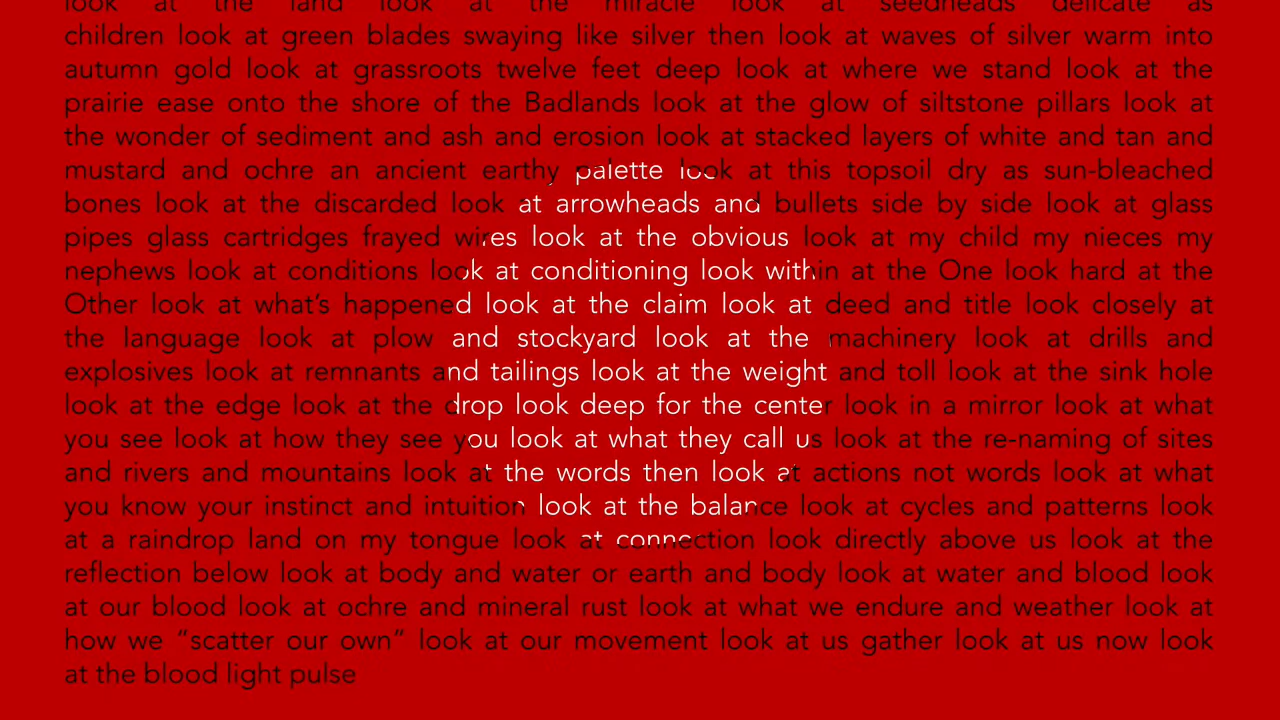 look at the land look at the miracle look at seedheads delicate as
children look at green blades swaying like silver then look at waves of silver warm into
autumn gold look at grassroots twelve feet deep look at where we stand look at the
prairie ease onto the shore of the Badlands look at the glow of siltstone pillars look at
the wonder of sediment and ash and erosion look at stacked layers of white and tan and
mustard and ochre an ancient earthy palette look at this topsoil dry as sun-bleached
bones look at the discarded look at arrowheads and bullets side by side look at glass
pipes glass cartridges frayed wires look at the obvious look at my child my nieces my
nephews look at conditions look at conditioning look within at the One look hard at the
Other look at what’s happened look at the claim look at deed and title look closely at
the language look at plow and stockyard look at the machinery look at drills and
explosives look at remnants and tailings look at the weight and toll look at the sink hole
look at the edge look at the drop look deep for the center look in a mirror look at what
you see look at how they see you look at what they call us look at the re-naming of sites
and rivers and mountains look at the words then look at actions not words look at what
you know your instinct and intuition look at the balance look at cycles and patterns look
at a raindrop land on my tongue look at connection look directly above us look at the
reflection below look at body and water or earth and body look at water and blood look
at our blood look at ochre and mineral rust look at what we endure and weather look at
how we “scatter our own” look at our movement look at us gather look at us now look
at the blood light pulse